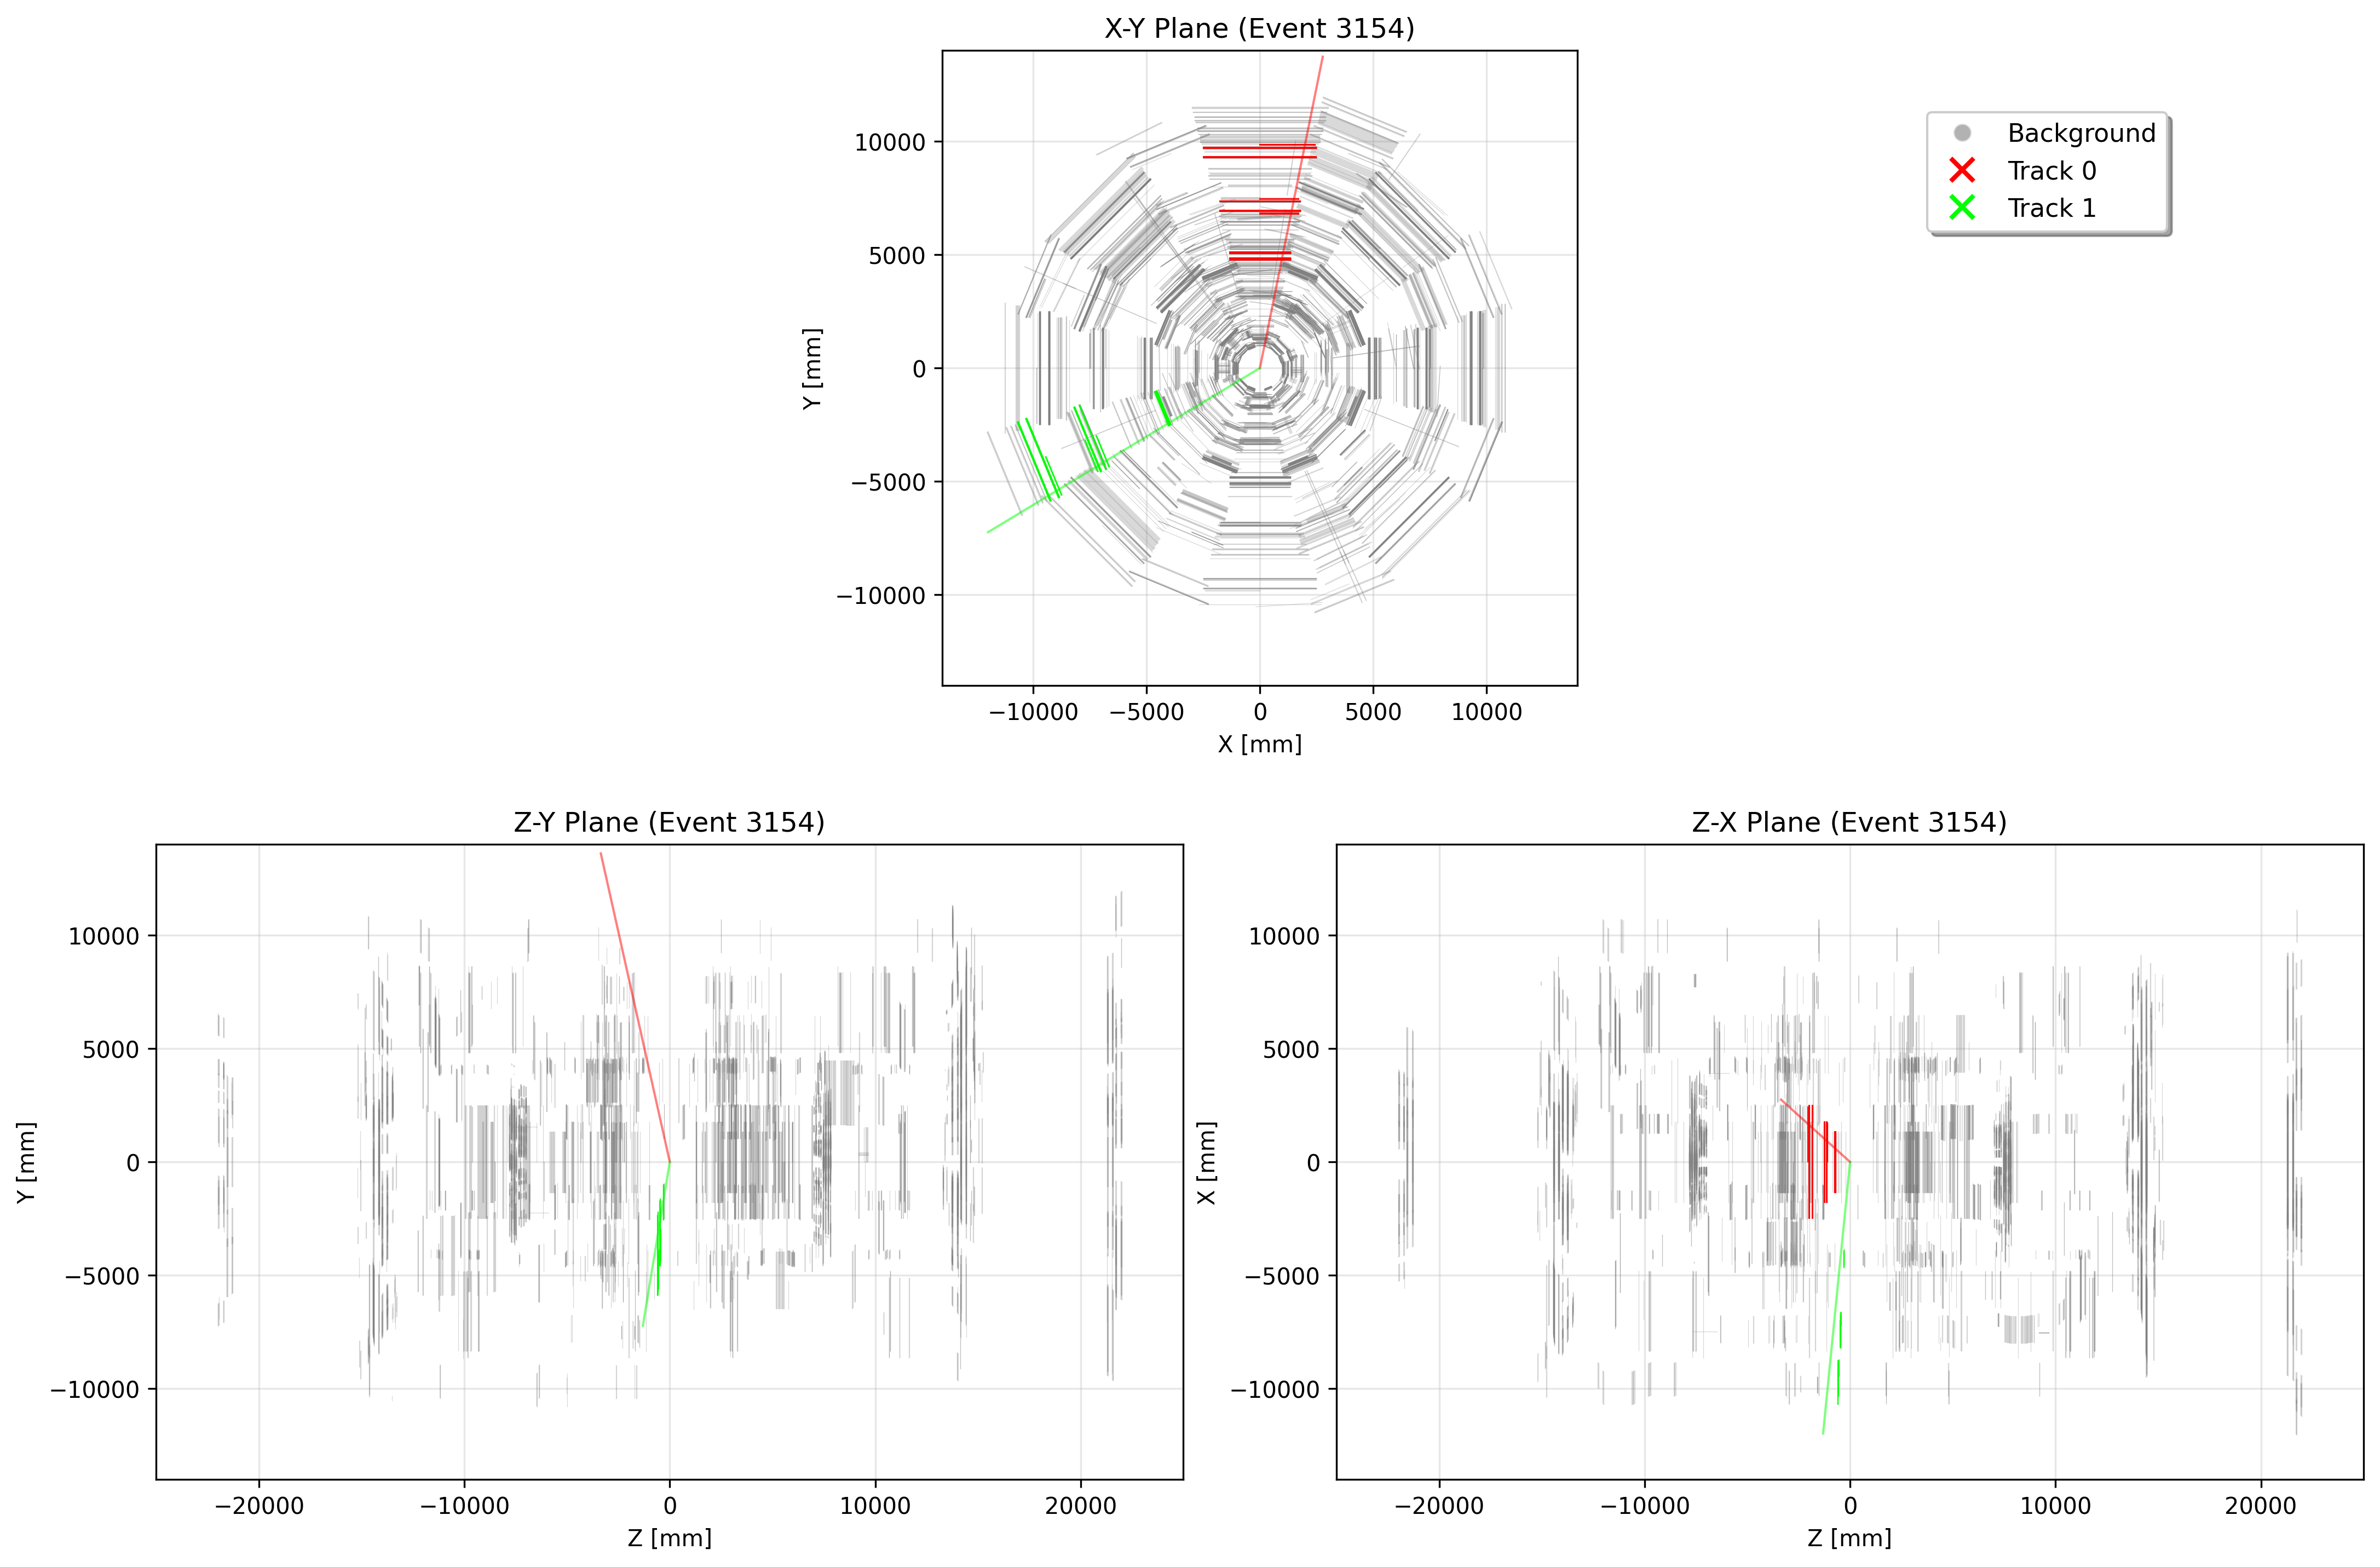 X-Y Plane (Event 3154)
Y [mm]
10000
5000
0
−5000
−10000
−10000 −5000 0 5000 10000
X [mm]
Background
Track 0
Track 1
Z-Y Plane (Event 3154)
Y [mm]
10000
5000
0
−5000
−10000
−20000 −10000 0 10000 20000
Z [mm]
Z-X Plane (Event 3154)
X [mm]
10000
5000
0
−5000
−10000
−20000 −10000 0 10000 20000
Z [mm]